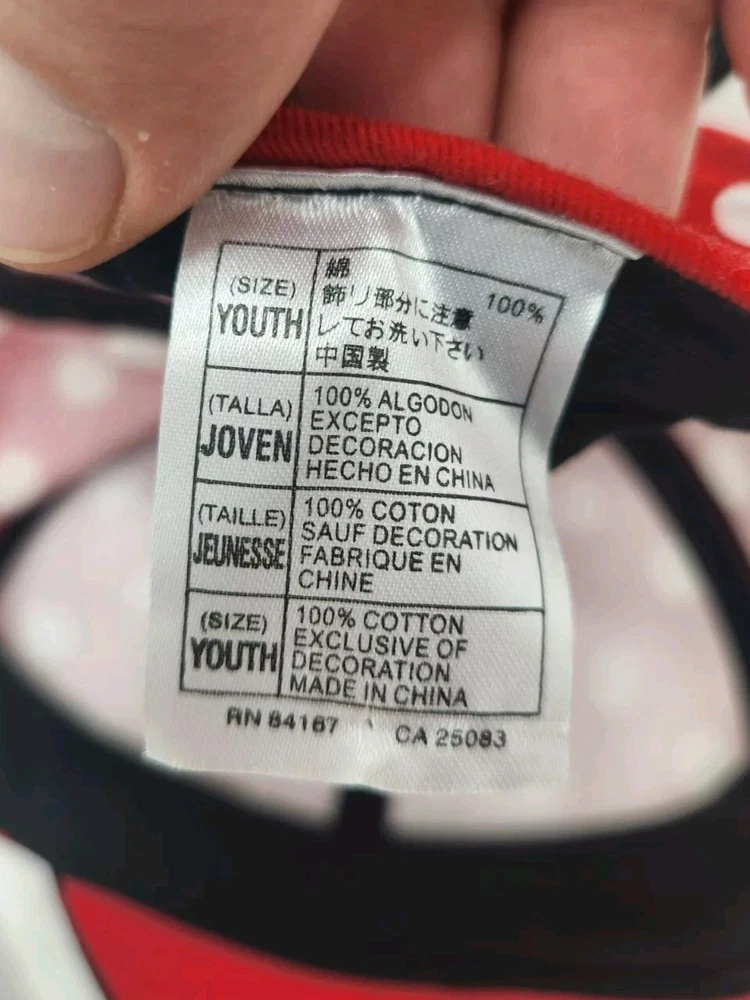 (SIZE)
YOUTH
綿 100%
飾り部分に注意
してお洗い下さい
中国製
(TALLA)
JOVEN
100% ALGODON
EXCEPTO
DECORACION
HECHO EN CHINA
(TAILLE)
JEUNESSE
100% COTON
SAUF DECORATION
FABRIQUE EN
CHINE
(SIZE)
YOUTH
100% COTTON
EXCLUSIVE OF
DECORATION
MADE IN CHINA
RN 84167 CA 25083